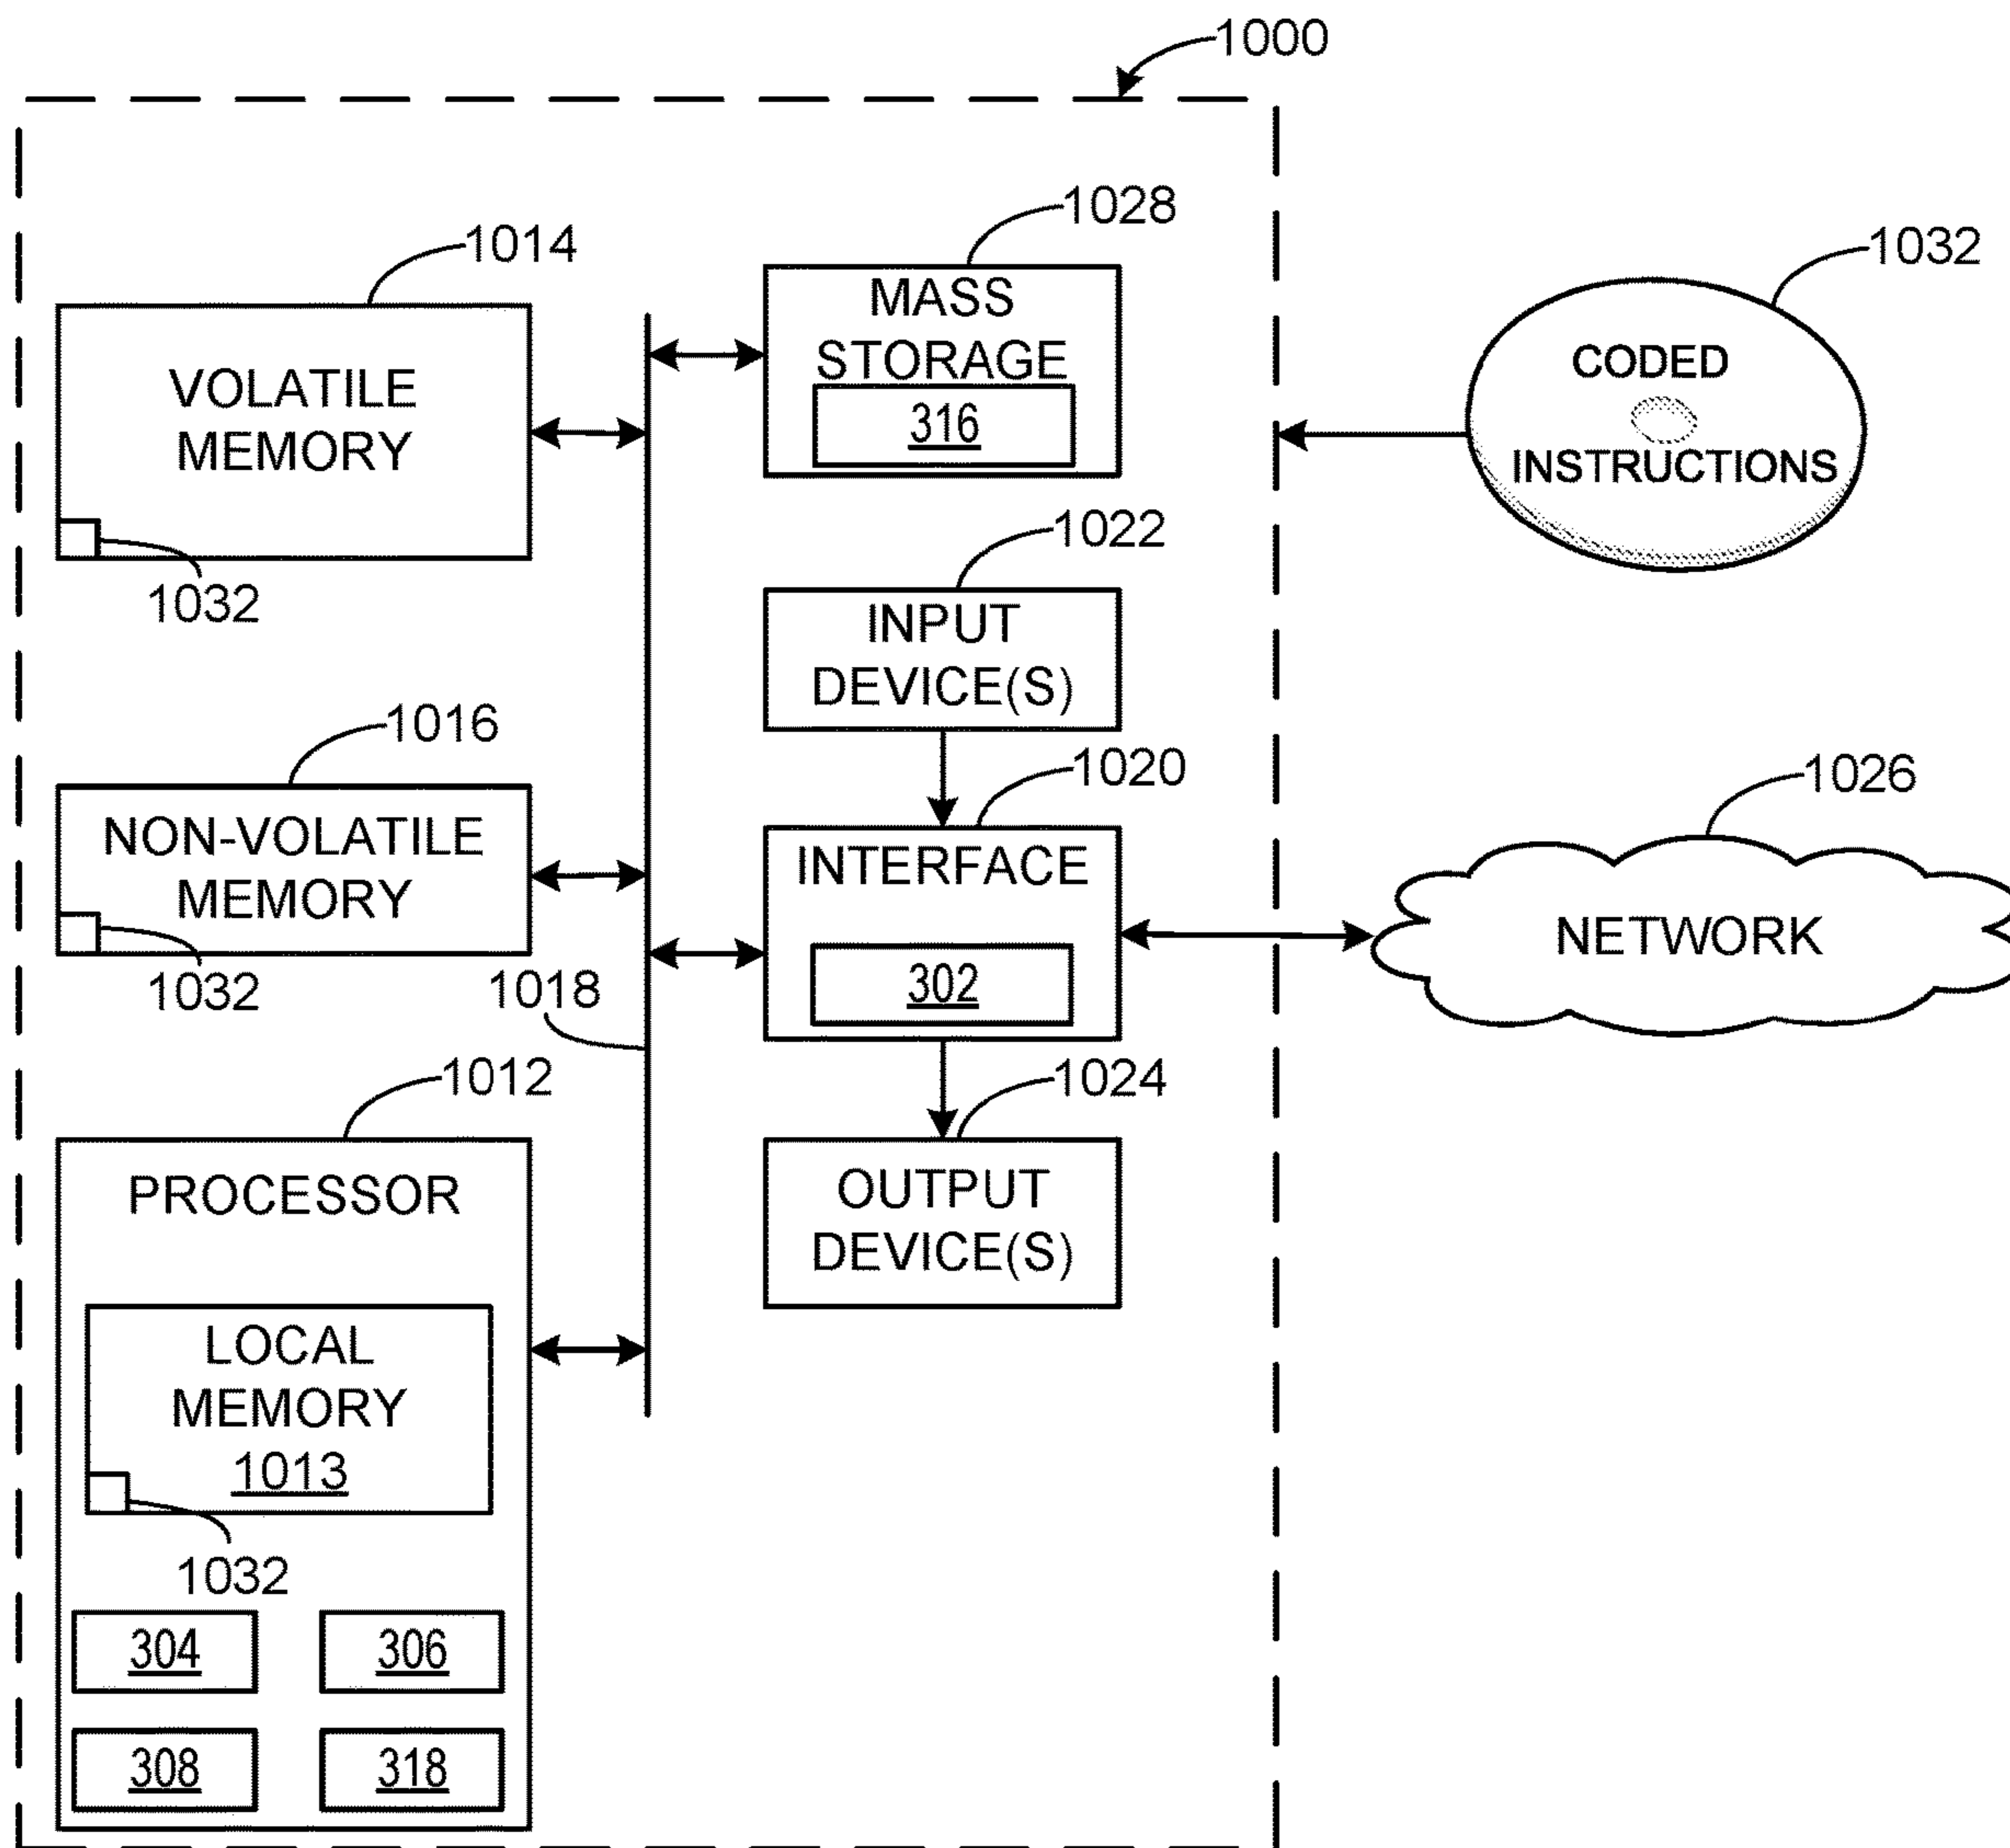 1000
1028
MASS
STORAGE
316
1014
VOLATILE
MEMORY
1032
1032
CODED
INSTRUCTIONS
1022
INPUT
DEVICE(S)
1016
NON-VOLATILE
MEMORY
1032
1018
1020
INTERFACE
302
1026
NETWORK
1012
PROCESSOR
LOCAL
MEMORY
1013
1032
304
306
308
318
1024
OUTPUT
DEVICE(S)